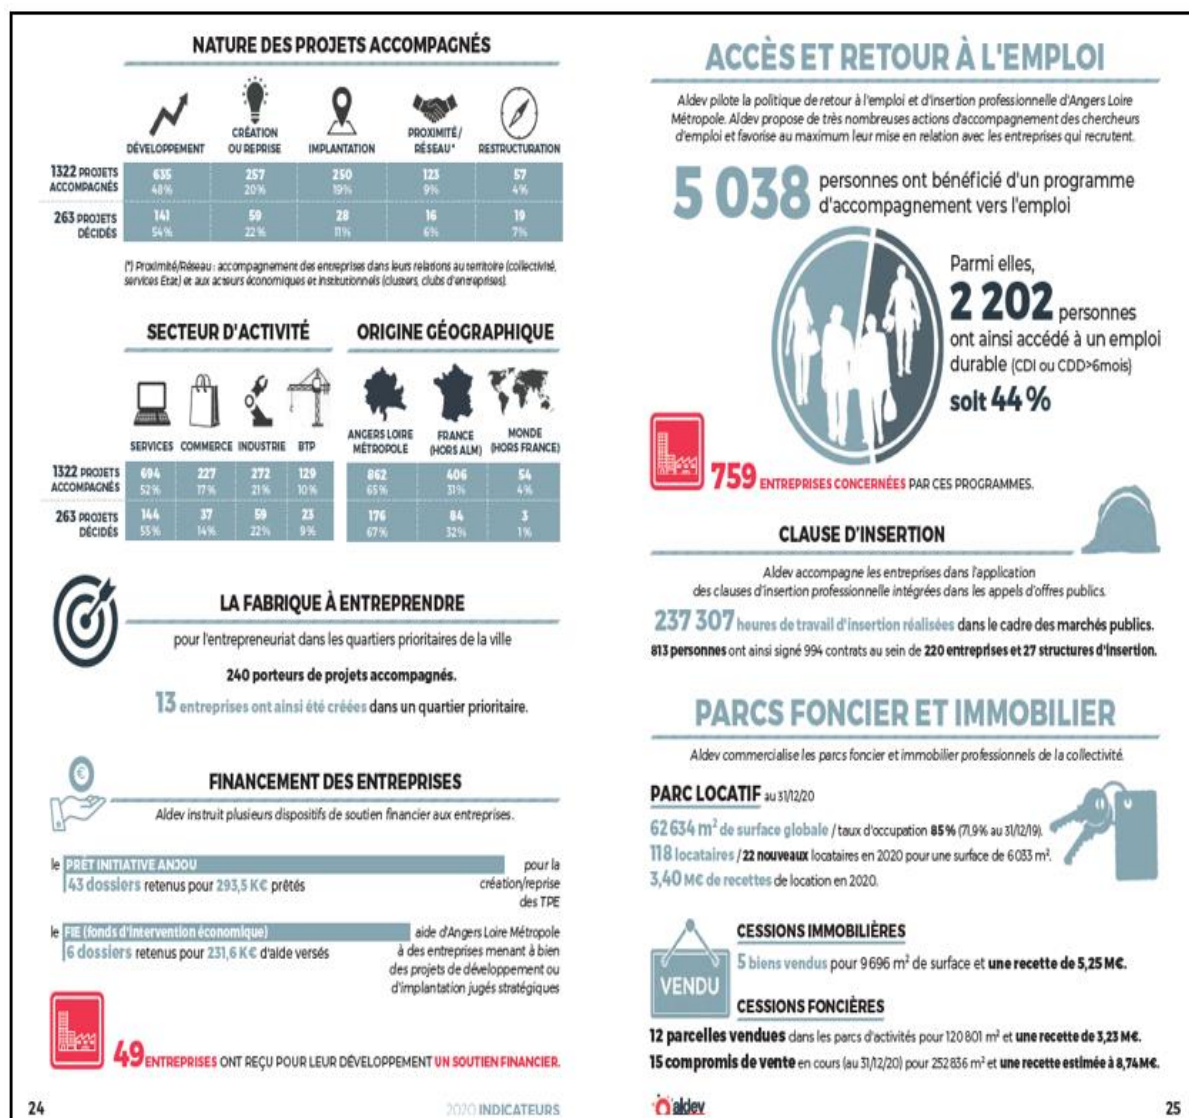 NATURE DES PROJETS ACCOMPAGNÉS
DÉVELOPPEMENT
CRÉATION
OU REPRISE
IMPLANTATION
PROXIMITÉ/
RÉSEAU*
RESTRUCTURATION
1322 PROJETS
ACCOMPAGNÉS
635 257 250 123 57
48% 20% 19% 9% 4%
263 PROJETS
DÉCIDÉS
141 59 28 16 19
54% 22% 11% 6% 7%
(*) Proximité/Réseau : accompagnement des entreprises dans leurs relations au territoire (collectivité,
services État) et aux acteurs économiques et institutionnels (clusters, clubs d'entreprises).
SECTEUR D'ACTIVITÉ
SERVICES COMMERCE INDUSTRIE BTP
1322 PROJETS
ACCOMPAGNÉS
694 227 272 129
52% 17% 21% 10%
263 PROJETS
DÉCIDÉS
144 37 59 23
55% 14% 22% 9%
ORIGINE GÉOGRAPHIQUE
ANGERS LOIRE
MÉTROPOLE
FRANCE
(HORS ALM)
MONDE
(HORS FRANCE)
862 406 54
65% 31% 4%
176 84 3
67% 32% 1%
LA FABRIQUE À ENTREPRENDRE
pour l'entrepreneuriat dans les quartiers prioritaires de la ville
240 porteurs de projets accompagnés.
13 entreprises ont ainsi été créées dans un quartier prioritaire.
FINANCEMENT DES ENTREPRISES
Aldev instruit plusieurs dispositifs de soutien financier aux entreprises.
le PRÊT INITIATIVE ANJOU
43 dossiers retenus pour 293,5 K€ prêtés
pour la
création/reprise
des TPE
le FIE (fonds d'intervention économique)
6 dossiers retenus pour 231,6 K€ d'aide versés
aide d'Angers Loire Métropole
à des entreprises menant à bien
des projets de développement ou
d'implantation jugés stratégiques
49 ENTREPRISES ONT REÇU POUR LEUR DÉVELOPPEMENT UN SOUTIEN FINANCIER.
24
2020 INDICATEURS
ACCÈS ET RETOUR À L'EMPLOI
Aldev pilote la politique de retour à l'emploi et d'insertion professionnelle d'Angers Loire
Métropole. Aldev propose de très nombreuses actions d'accompagnement des chercheurs
d'emploi et favorise au maximum leur mise en relation avec les entreprises qui recrutent.
5 038 personnes ont bénéficié d'un programme
d'accompagnement vers l'emploi
Parmi elles,
2 202 personnes
ont ainsi accédé à un emploi
durable (CDI ou CDD>6mois)
soit 44 %
759 ENTREPRISES CONCERNÉES PAR CES PROGRAMMES.
CLAUSE D'INSERTION
Aldev accompagne les entreprises dans l'application
des clauses d'insertion professionnelle intégrées dans les appels d'offres publics.
237 307 heures de travail d'insertion réalisées dans le cadre des marchés publics.
813 personnes ont ainsi signé 994 contrats au sein de 220 entreprises et 27 structures d'insertion.
PARCS FONCIER ET IMMOBILIER
Aldev commercialise les parcs foncier et immobilier professionnels de la collectivité.
PARC LOCATIF au 31/12/20
62 634 m² de surface globale / taux d'occupation 85 % (71,9% au 31/12/19).
118 locataires / 22 nouveaux locataires en 2020 pour une surface de 6 033 m².
3,40 M€ de recettes de location en 2020.
VENDU
CESSIONS IMMOBILIÈRES
5 biens vendus pour 9 696 m² de surface et une recette de 5,25 M€.
CESSIONS FONCIÈRES
12 parcelles vendues dans les parcs d'activités pour 120 801 m² et une recette de 3,23 M€.
15 compromis de vente en cours (au 31/12/20) pour 252 836 m² et une recette estimée à 8,74M€.
aldev
25